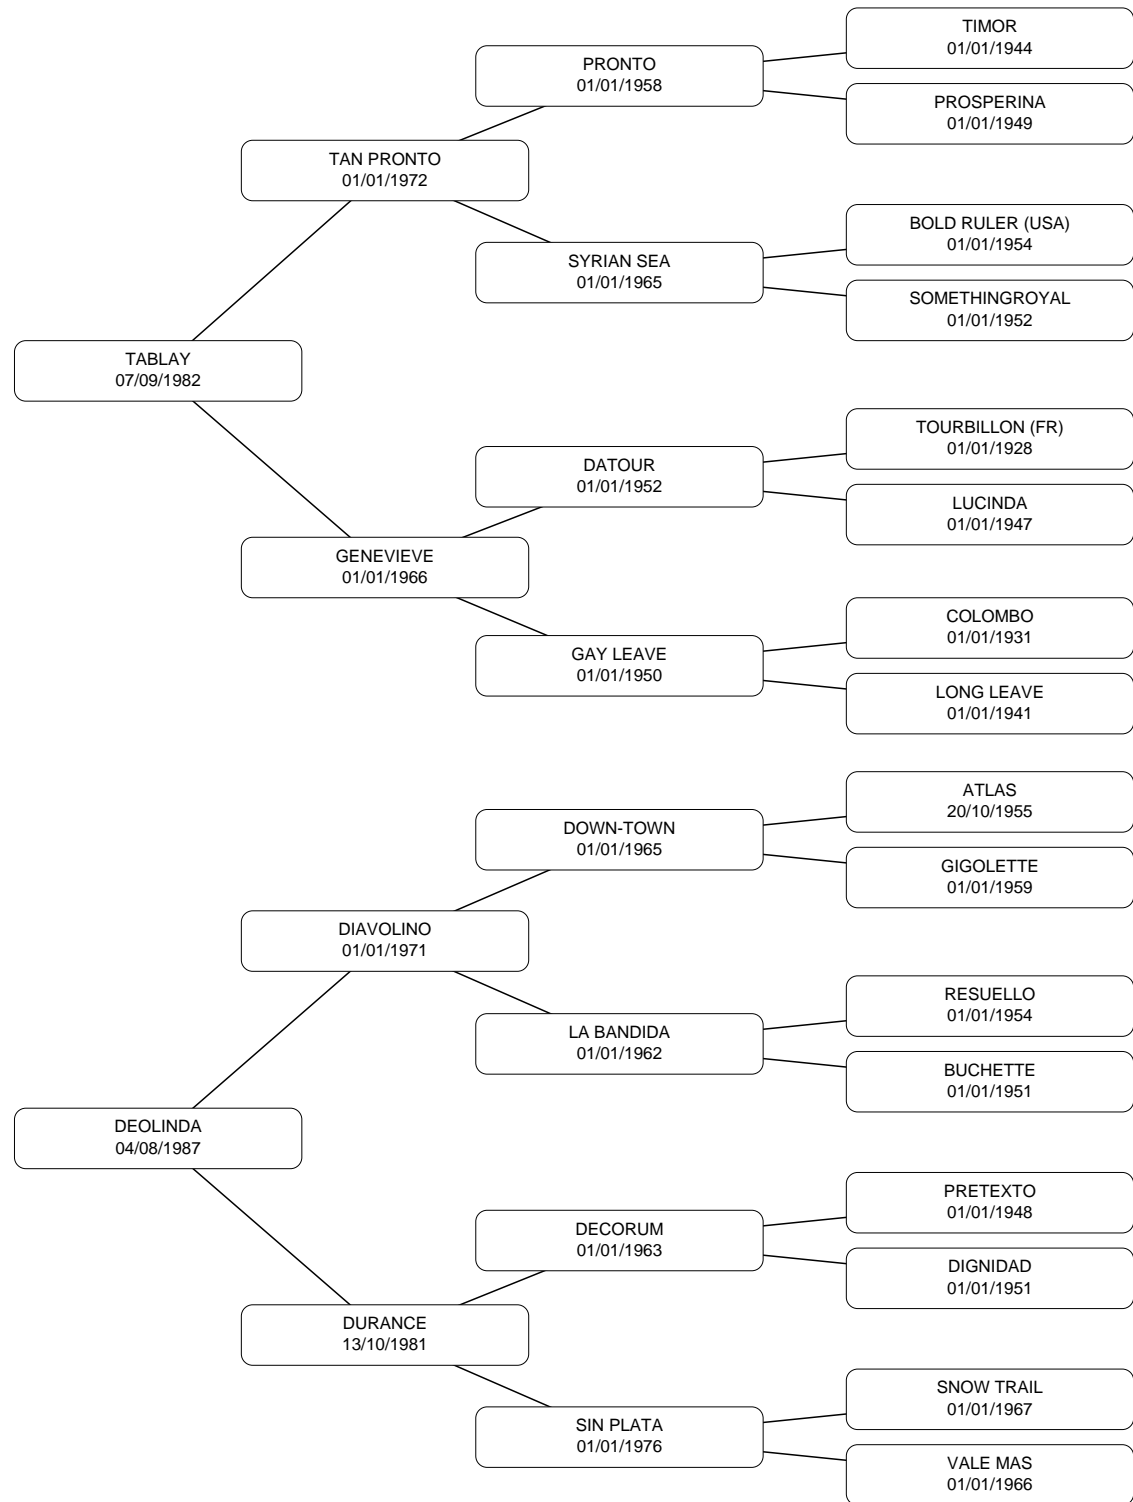 TIMOR
01/01/1944
PRONTO
01/01/1958
PROSPERINA
01/01/1949
TAN PRONTO
01/01/1972
BOLD RULER (USA)
01/01/1954
SYRIAN SEA
01/01/1965
SOMETHINGROYAL
01/01/1952
TABLAY
07/09/1982
TOURBILLON (FR)
01/01/1928
DATOUR
01/01/1952
LUCINDA
01/01/1947
GENEVIEVE
01/01/1966
COLOMBO
01/01/1931
GAY LEAVE
01/01/1950
LONG LEAVE
01/01/1941
ATLAS
20/10/1955
DOWN-TOWN
01/01/1965
GIGOLETTE
01/01/1959
DIAVOLINO
01/01/1971
RESUELLO
01/01/1954
LA BANDIDA
01/01/1962
BUCHETTE
01/01/1951
DEOLINDA
04/08/1987
PRETEXTO
01/01/1948
DECORUM
01/01/1963
DIGNIDAD
01/01/1951
DURANCE
13/10/1981
SNOW TRAIL
01/01/1967
SIN PLATA
01/01/1976
VALE MAS
01/01/1966